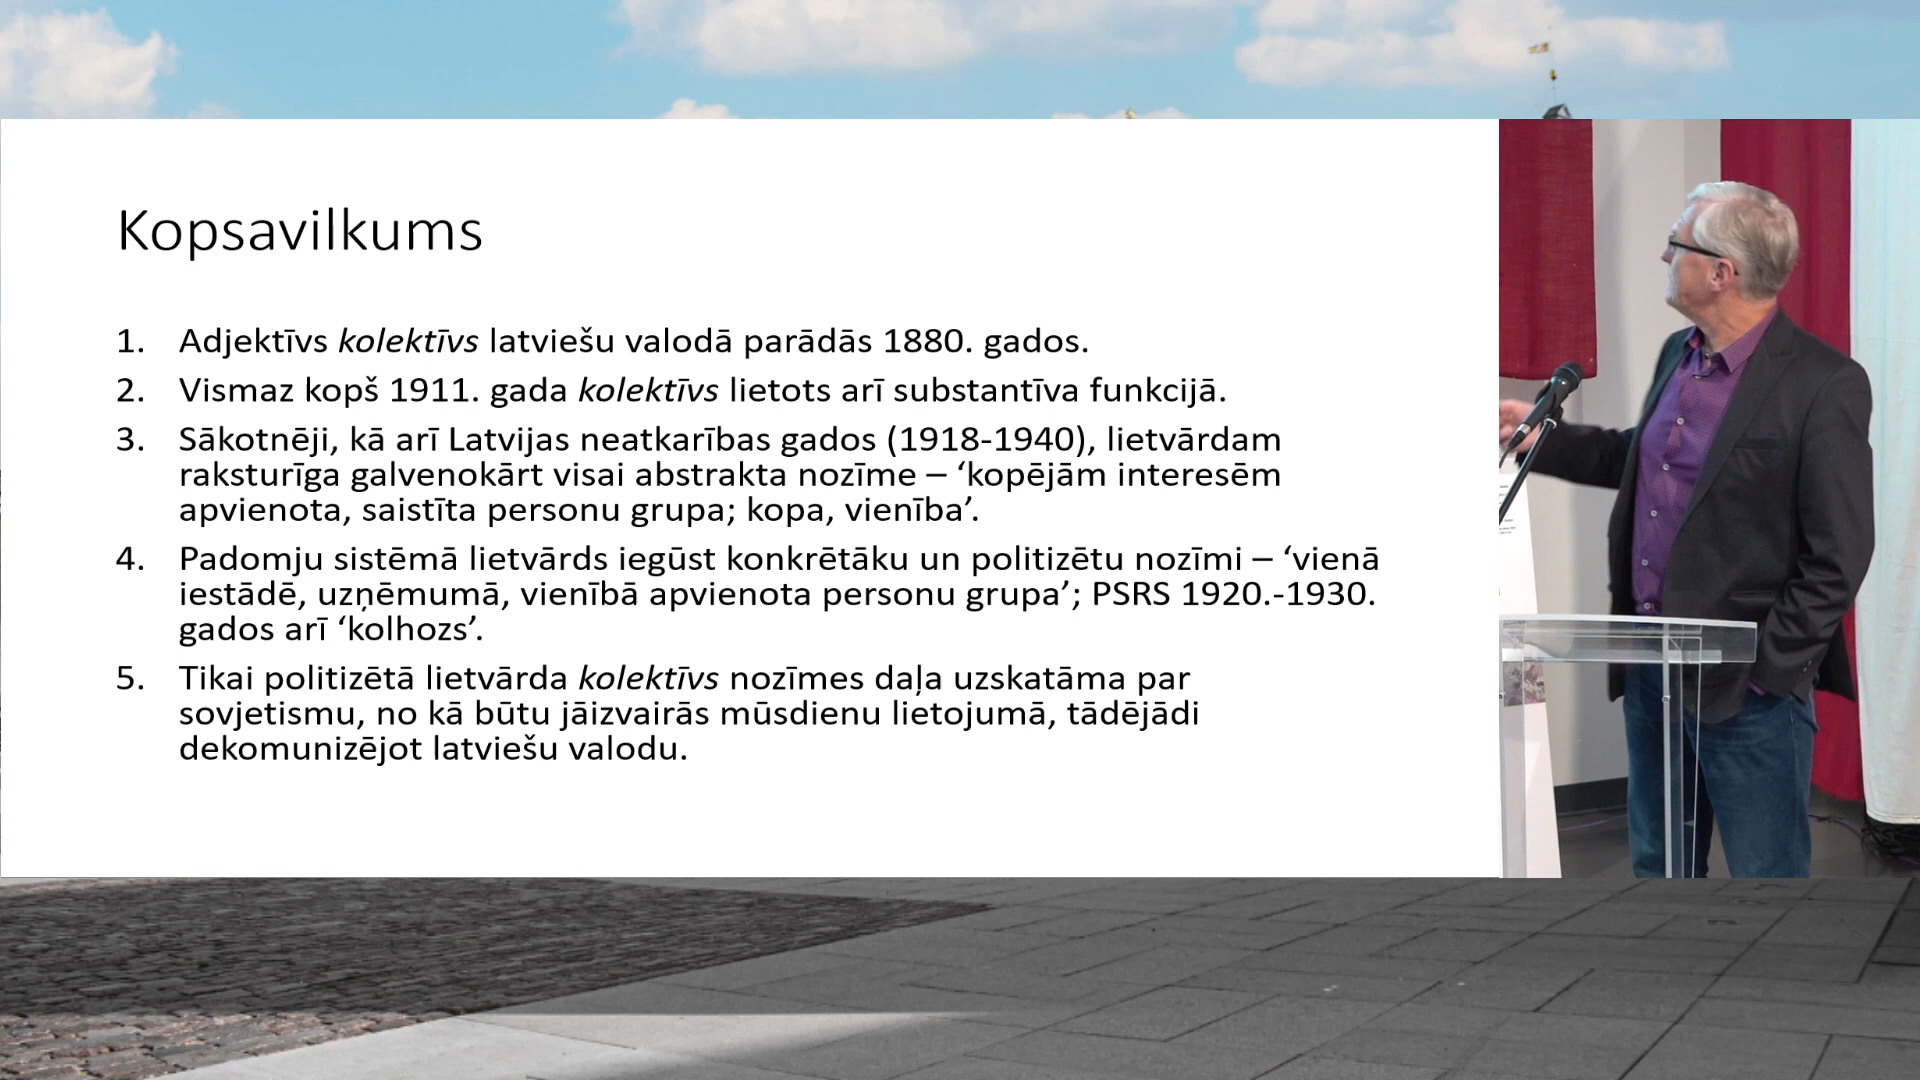 Kopsavilkums
1. Adjektīvs kolektīvs latviešu valodā parādās 1880. gados.
2. Vismaz kopš 1911. gada kolektīvs lietots arī substantīva funkcijā.
3. Sākotnēji, kā arī Latvijas neatkarības gados (1918-1940), lietvārdam
raksturīga galvenokārt visai abstrakta nozīme – ‘kopējām interesēm
apvienota, saistīta personu grupa; kopa, vienība’.
4. Padomju sistēmā lietvārds iegūst konkrētāku un politizētu nozīmi – ‘vienā
iestādē, uzņēmumā, vienībā apvienota personu grupa’; PSRS 1920.-1930.
gados arī ‘kolhozs’.
5. Tikai politizētā lietvārda kolektīvs nozīmes daļa uzskatāma par
sovjetismu, no kā būtu jāizvairās mūsdienu lietojumā, tādējādi
dekomunizējot latviešu valodu.